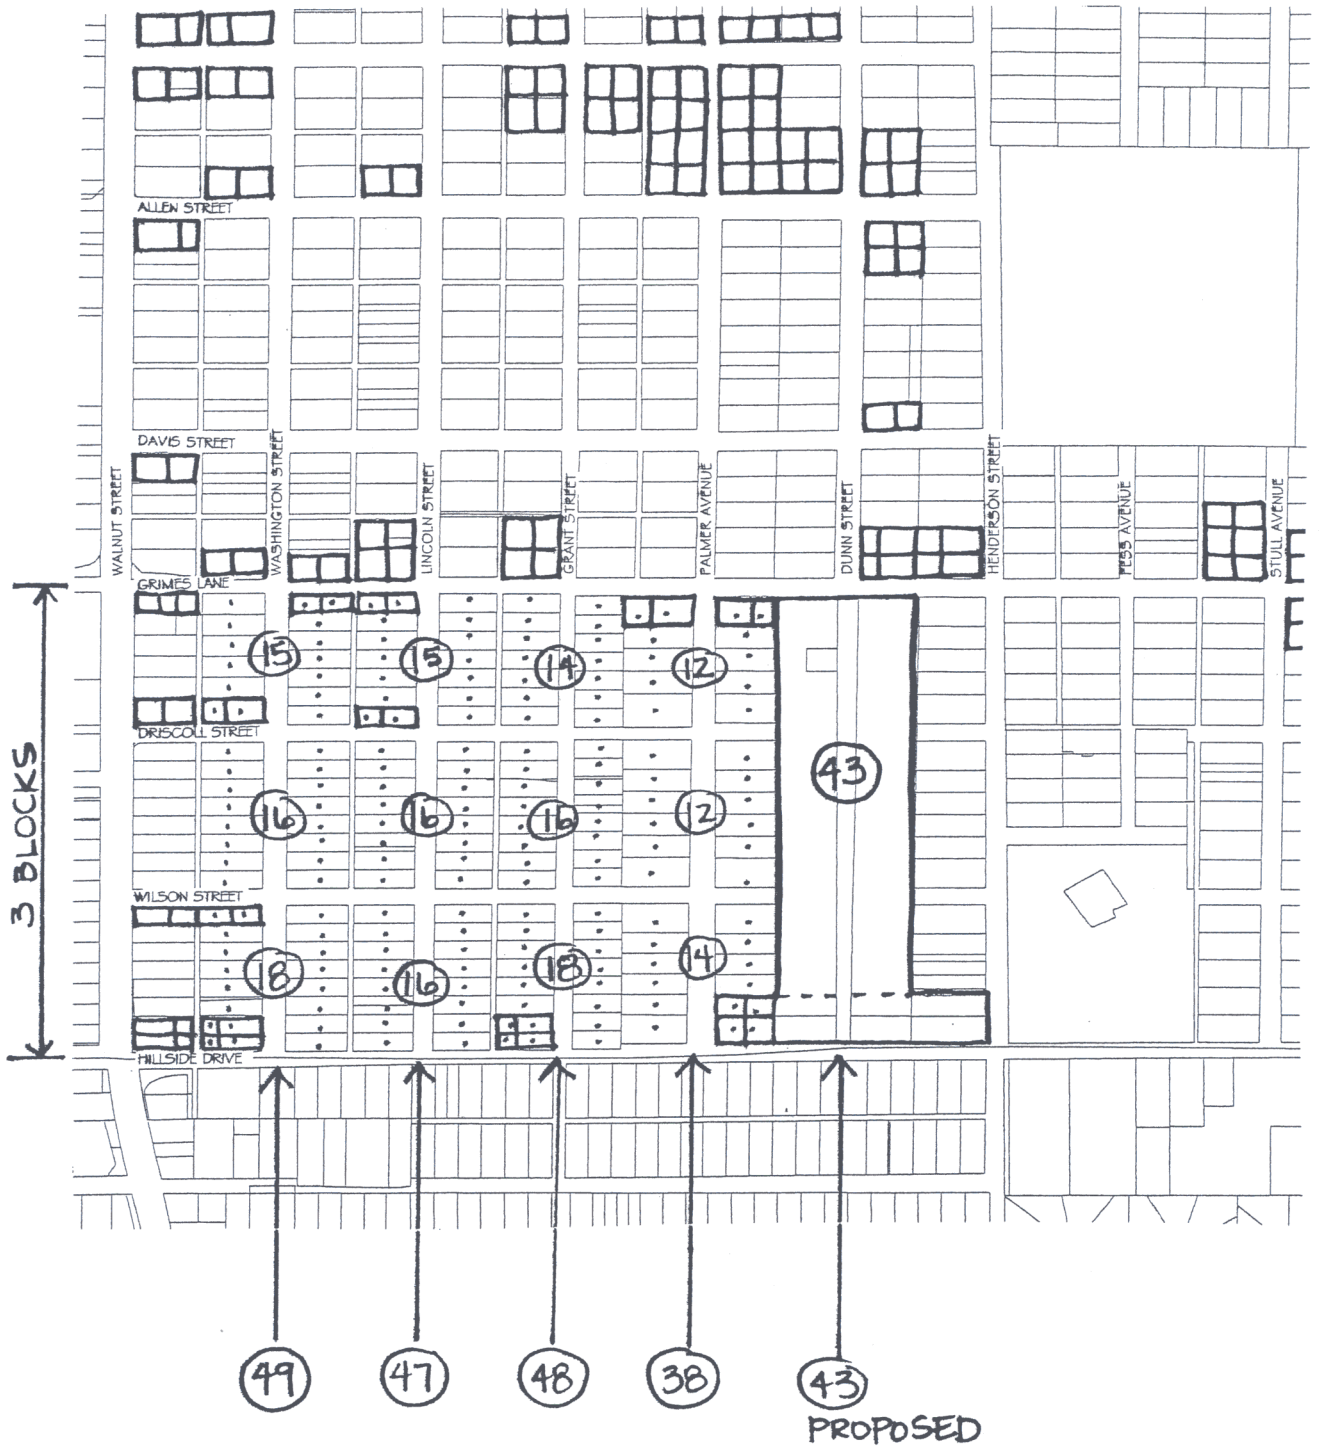 ALLEN STREET
DAVIS STREET
WALNUT STREET
WASHINGTON STREET
LINCOLN STREET
GRANT STREET
PALMER AVENUE
DUNN STREET
HENDERSON STREET
FESS AVENUE
STULL AVENUE
GRIMES LANE
15
15
14
12
DRISCOLL STREET
3 BLOCKS
43
16
16
16
12
WILSON STREET
18
16
18
14
HILLSIDE DRIVE
49
47
48
38
43
PROPOSED